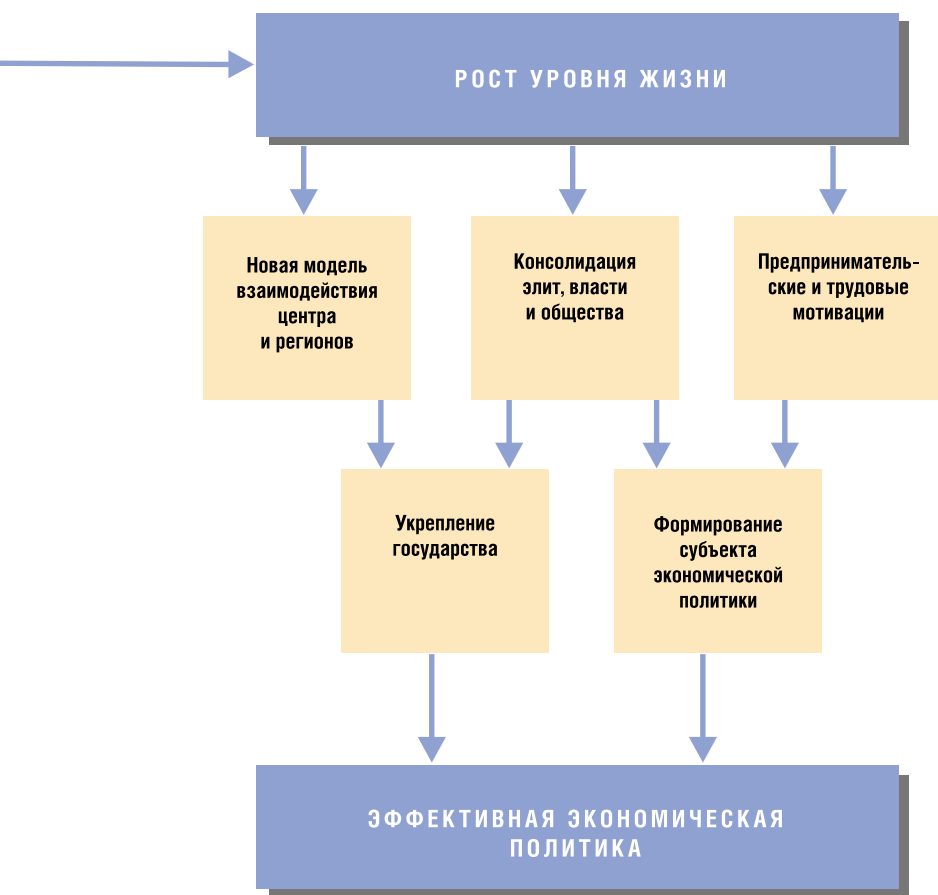 РОСТ УРОВНЯ ЖИЗНИ
Новая модель
взаимодействия
центра
и регионов
Консолидация
элит, власти
и общества
Предприниматель-
ские и трудовые
мотивации
Укрепление
государства
Формирование
субъекта
экономической
политики
ЭФФЕКТИВНАЯ ЭКОНОМИЧЕСКАЯ
ПОЛИТИКА